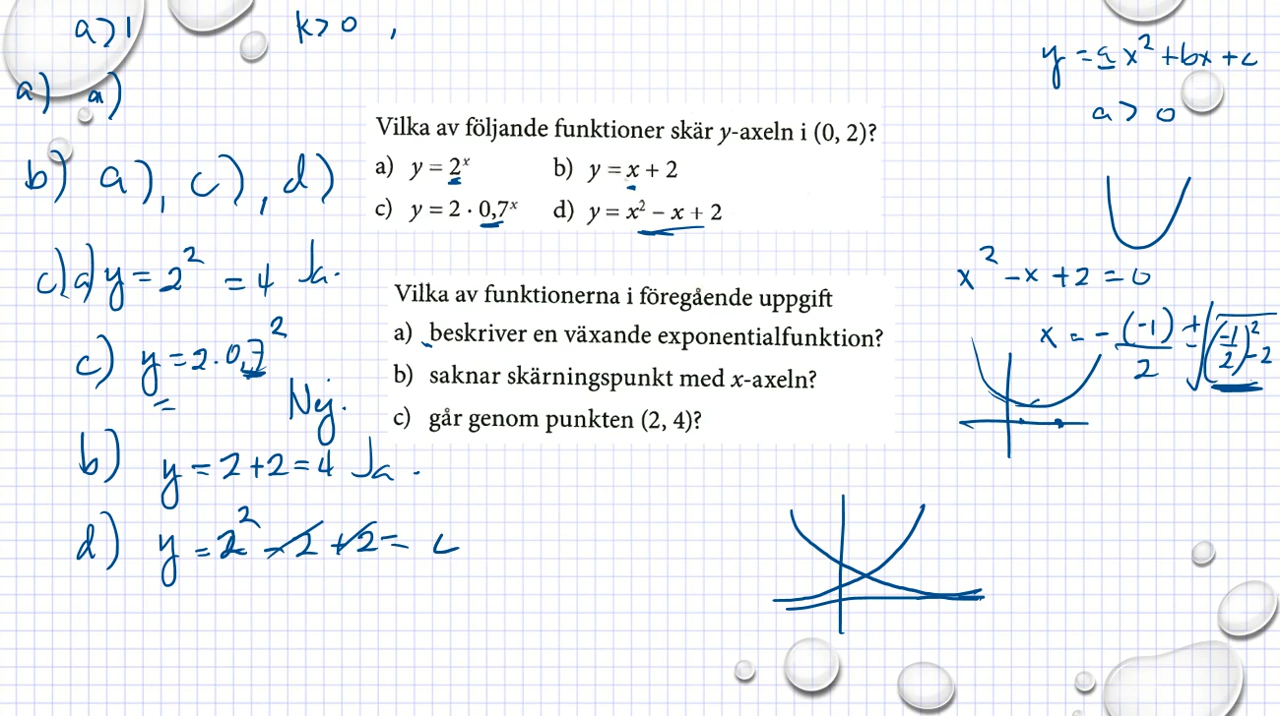 a>1 k>0 ,
a) a)
b) a), c), d)
c) a) y = 2² = 4 Ja.
c) y = 2·0,7²
=
Nej.
b) y = 2+2 = 4 Ja.
d) y = 2² - 2 + 2 =
Vilka av följande funktioner skär y-axeln i (0, 2)?
a) y = 2ˣ b) y = x + 2
c) y = 2 · 0,7ˣ d) y = x² − x + 2
Vilka av funktionerna i föregående uppgift
a) beskriver en växande exponentialfunktion?
b) saknar skärningspunkt med x-axeln?
c) går genom punkten (2, 4)?
y = ax² + bx + c
a > 0
x² - x + 2 = 0
x = -(-1)/2 ± √((-1/2)² - 2)